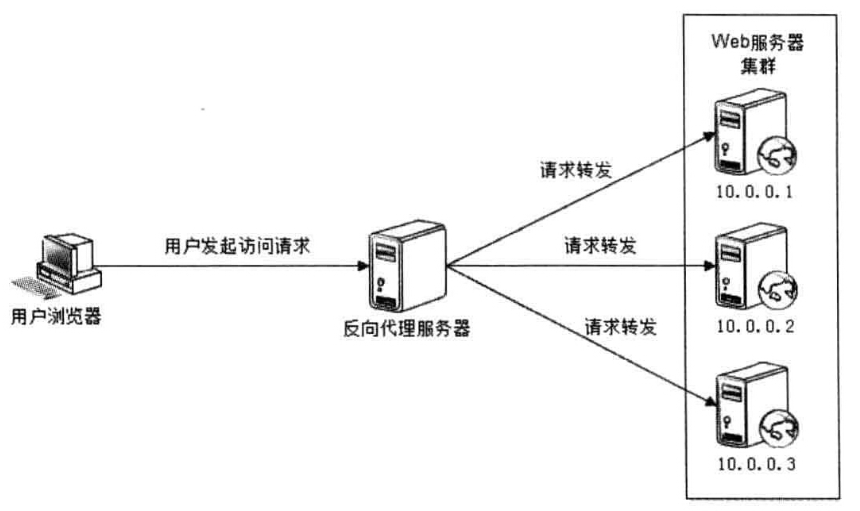 Web服务器
集群
请求转发
10.0.0.1
用户发起访问请求
请求转发
用户浏览器
反向代理服务器
10.0.0.2
请求转发
10.0.0.3